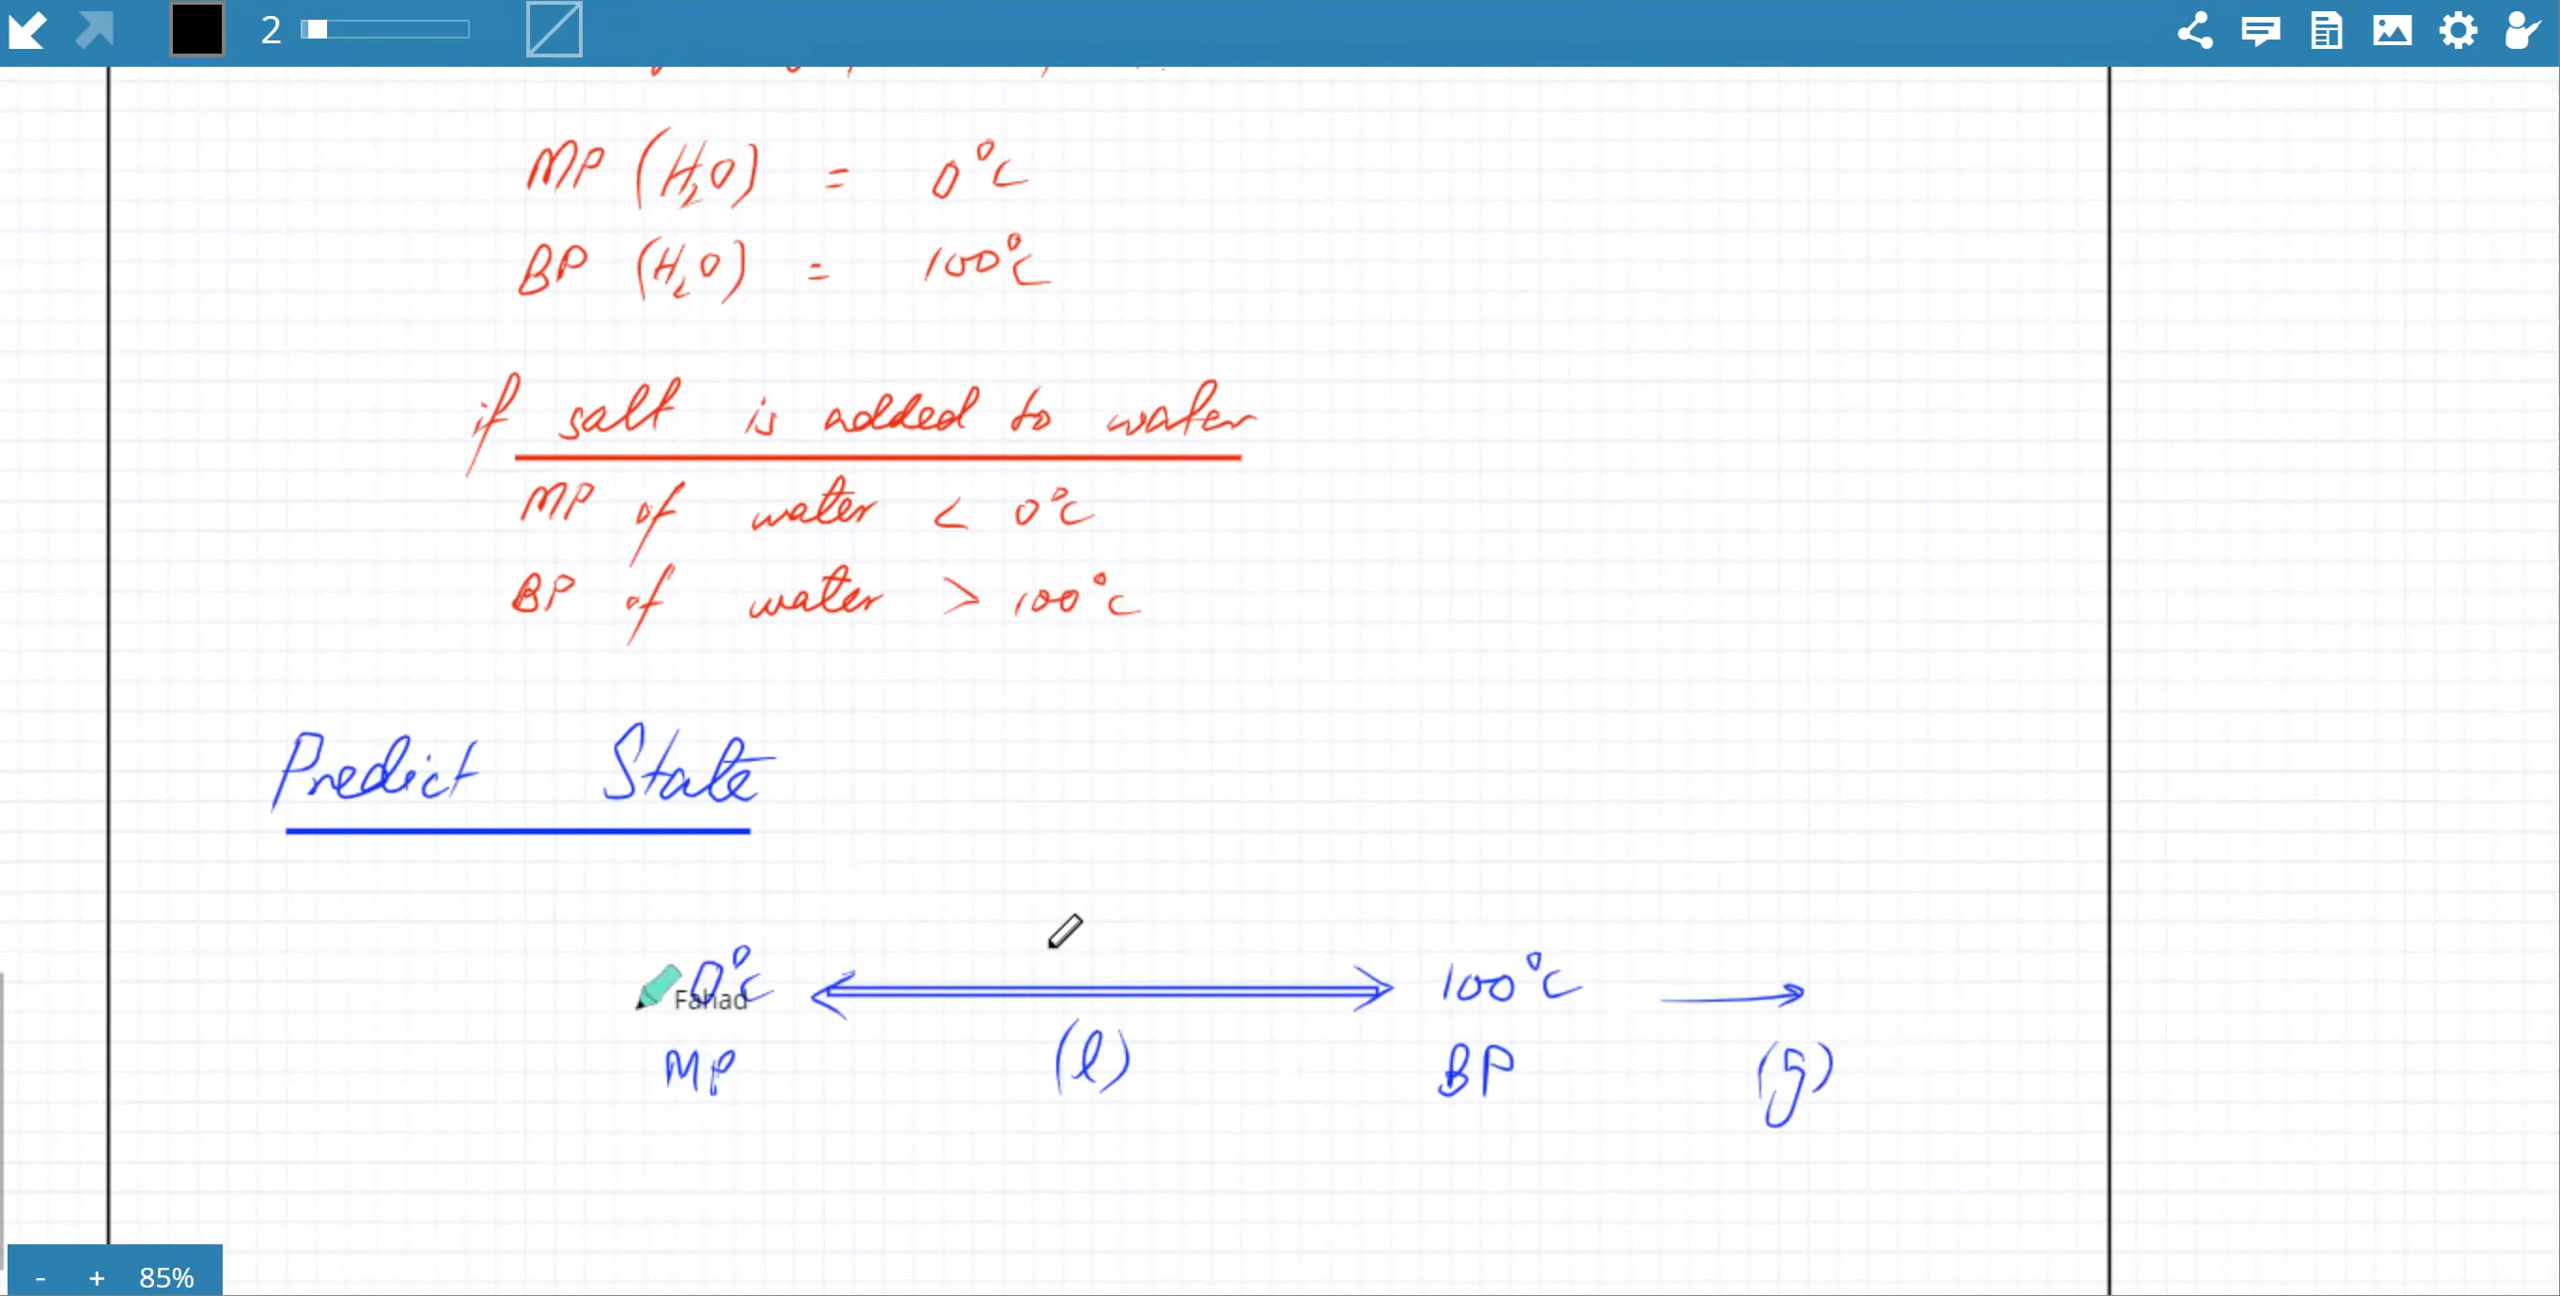 2
MP (H₂O) = 0°C
BP (H₂O) = 100°C
if salt is added to water
MP of water < 0°C
BP of water > 100°C
Predict State
0°C 100°C
Fahad
MP (l) BP (g)
- + 85%